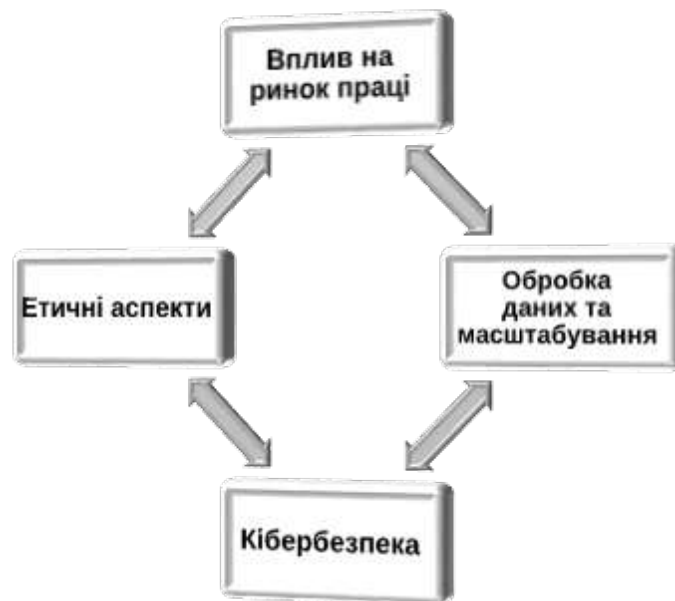 Вплив на
ринок праці
Етичні аспекти
Обробка
даних та
масштабування
Кібербезпека